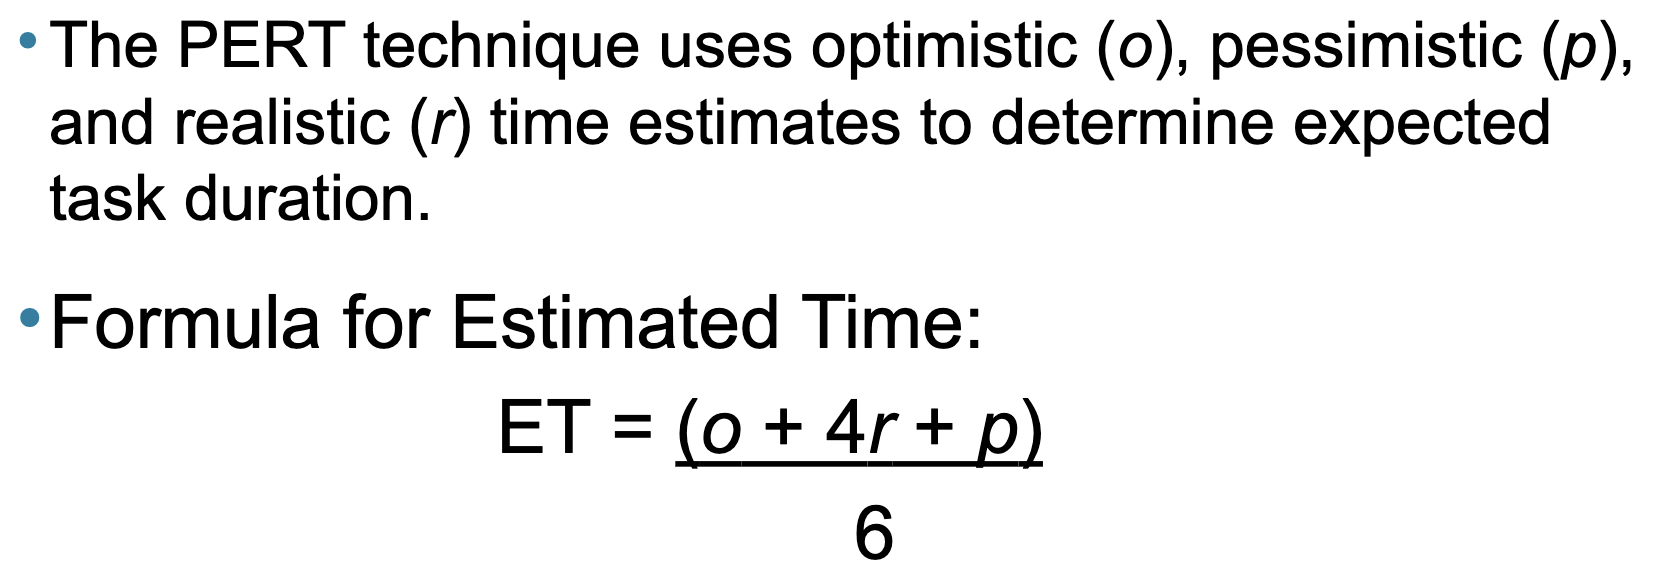 • The PERT technique uses optimistic (o), pessimistic (p),
and realistic (r) time estimates to determine expected
task duration.
• Formula for Estimated Time:
ET = (o + 4r + p)
6